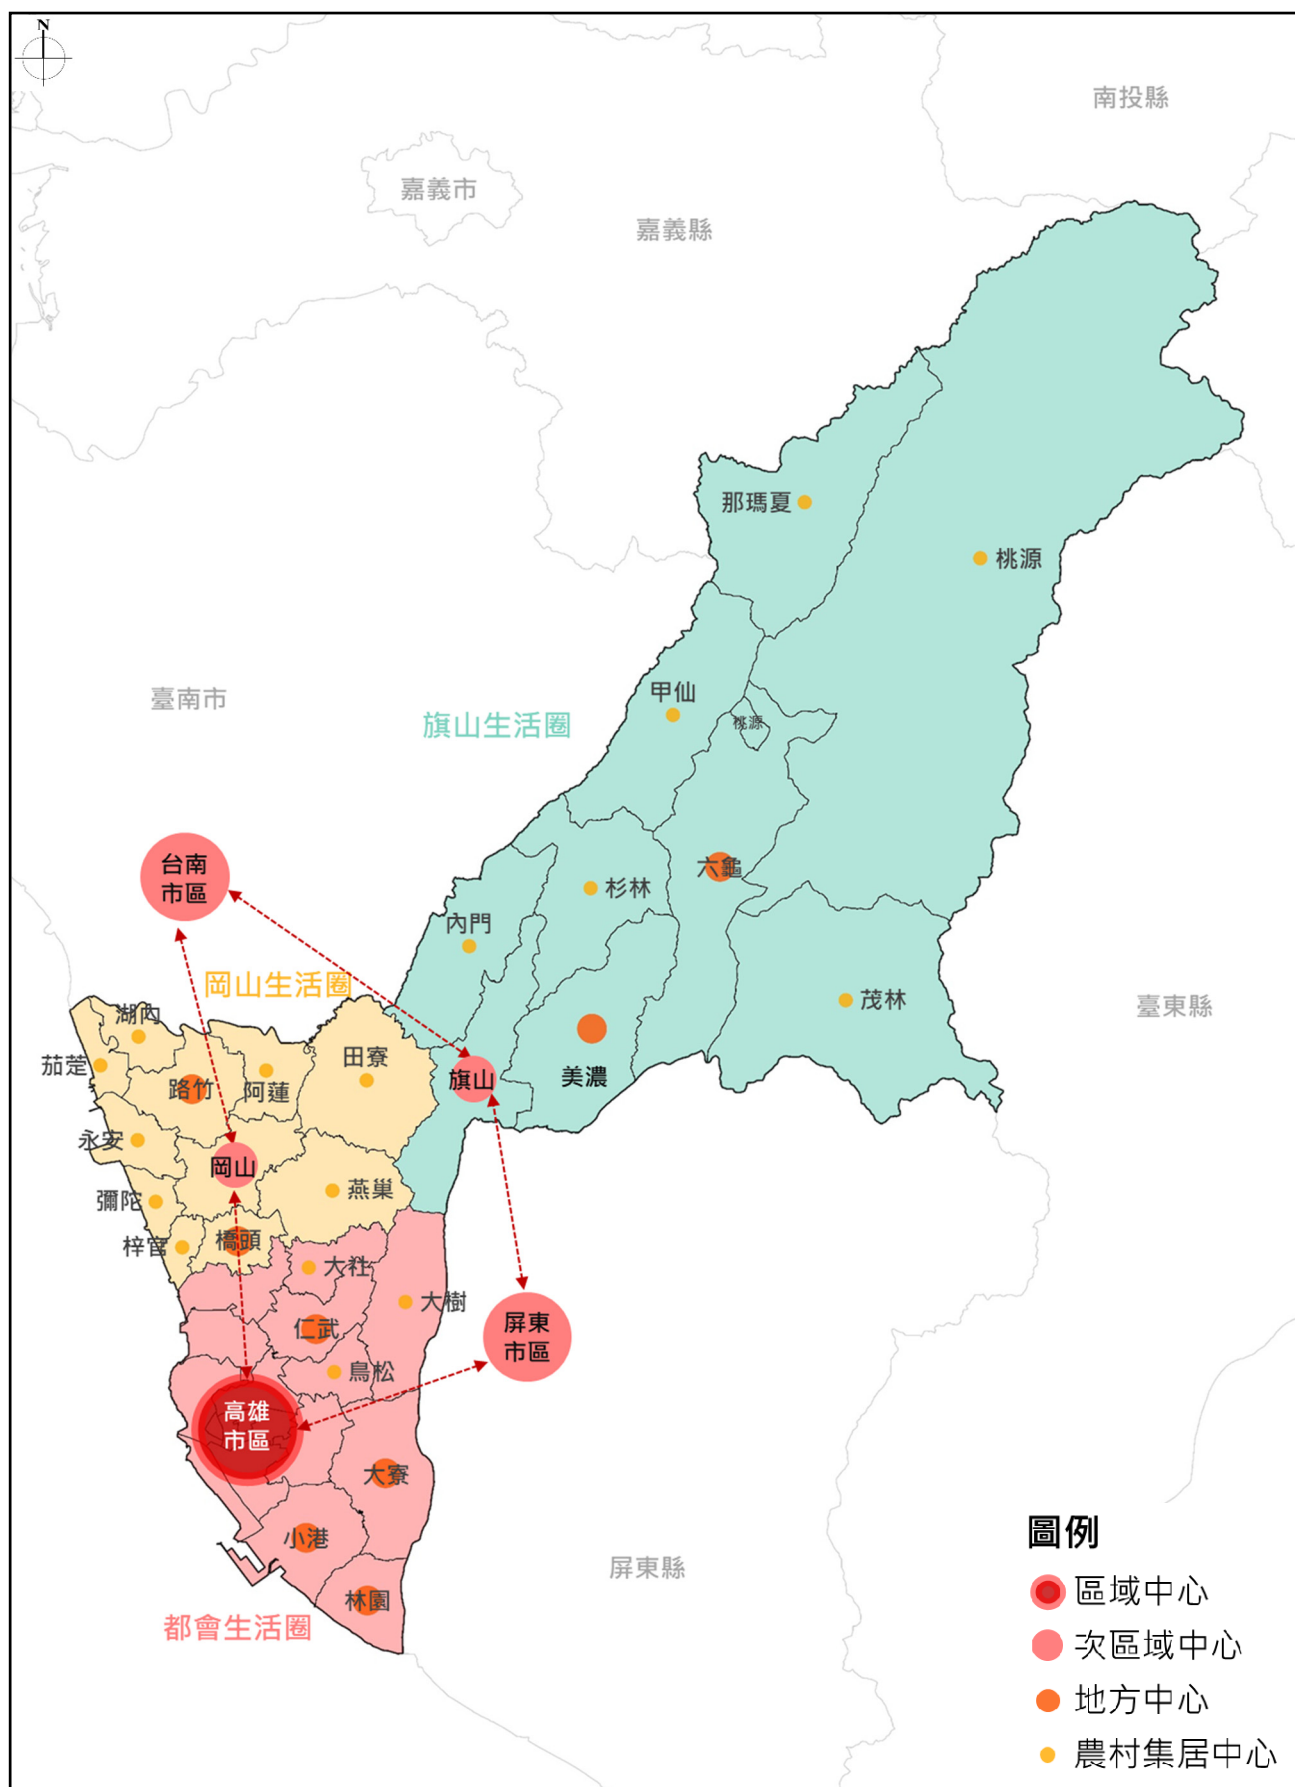 N
南投縣
嘉義市
嘉義縣
那瑪夏
桃源
甲仙
臺南市
旗山生活圈
桃源
台南
市區
六龜
杉林
內門
岡山生活圈
茂林
臺東縣
湖內
茄萣
路竹
阿蓮
田寮
旗山
美濃
永安
岡山
燕巢
彌陀
梓官
橋頭
大社
大樹
仁武
屏東
市區
鳥松
高雄
市區
大寮
小港
林園
屏東縣
都會生活圈
圖例
區域中心
次區域中心
地方中心
農村集居中心